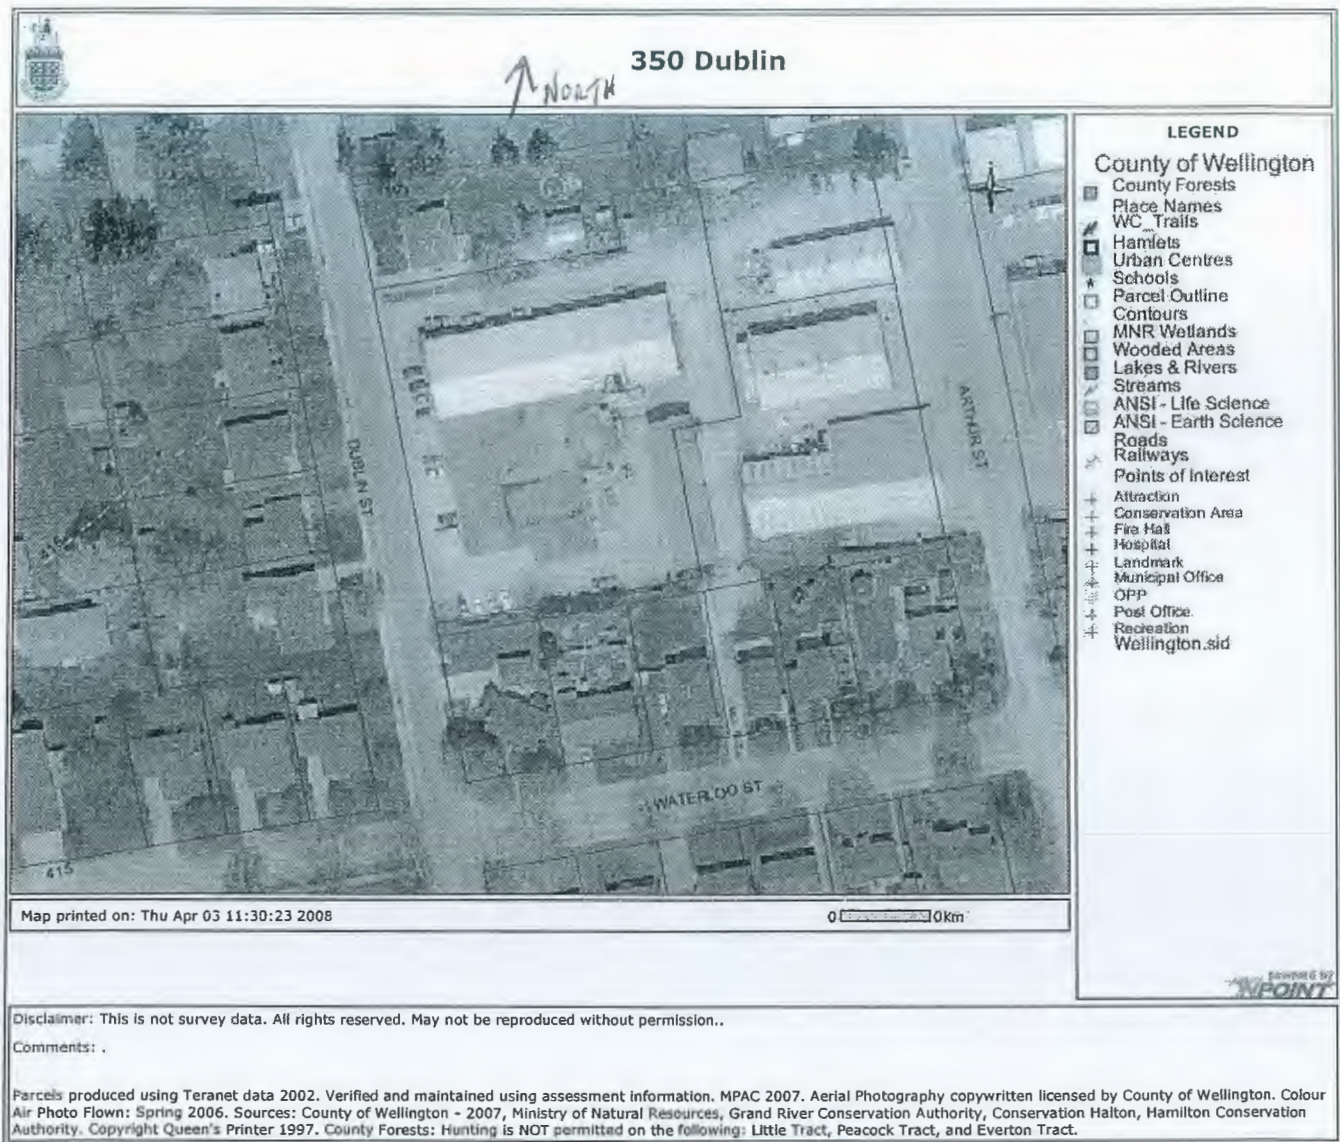 350 Dublin
NORTH
DUBLIN ST
ARTHUR ST
WATERLOO ST
415
415
LEGEND
County of Wellington
County Forests
Place Names
WC_Trails
Hamlets
Urban Centres
Schools
Parcel Outline
Contours
MNR Wetlands
Wooded Areas
Lakes & Rivers
Streams
ANSI - Life Science
ANSI - Earth Science
Roads
Railways
Points of Interest
Attraction
Conservation Area
Fire Hall
Hospital
Landmark
Municipal Office
OPP
Post Office
Recreation
Wellington.sid
Map printed on: Thu Apr 03 11:30:23 2008
0 0km
POWERED BY
Disclaimer: This is not survey data. All rights reserved. May not be reproduced without permission..
Comments: .
Parcels produced using Teranet data 2002. Verified and maintained using assessment information. MPAC 2007. Aerial Photography copywritten licensed by County of Wellington. Colour
Air Photo Flown: Spring 2006. Sources: County of Wellington - 2007, Ministry of Natural Resources, Grand River Conservation Authority, Conservation Halton, Hamilton Conservation
Authority. Copyright Queen's Printer 1997. County Forests: Hunting is NOT permitted on the following: Little Tract, Peacock Tract, and Everton Tract.